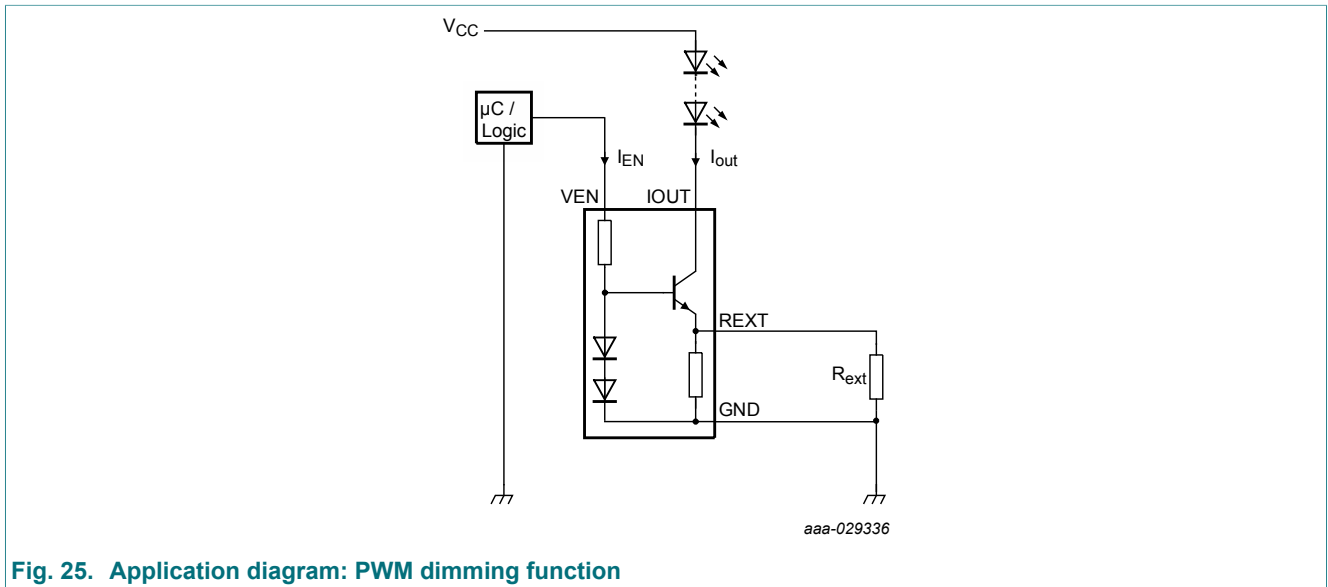 VCC
µC /
Logic
IEN
Iout
VEN
IOUT
REXT
Rext
GND
aaa-029336
Fig. 25. Application diagram: PWM dimming function